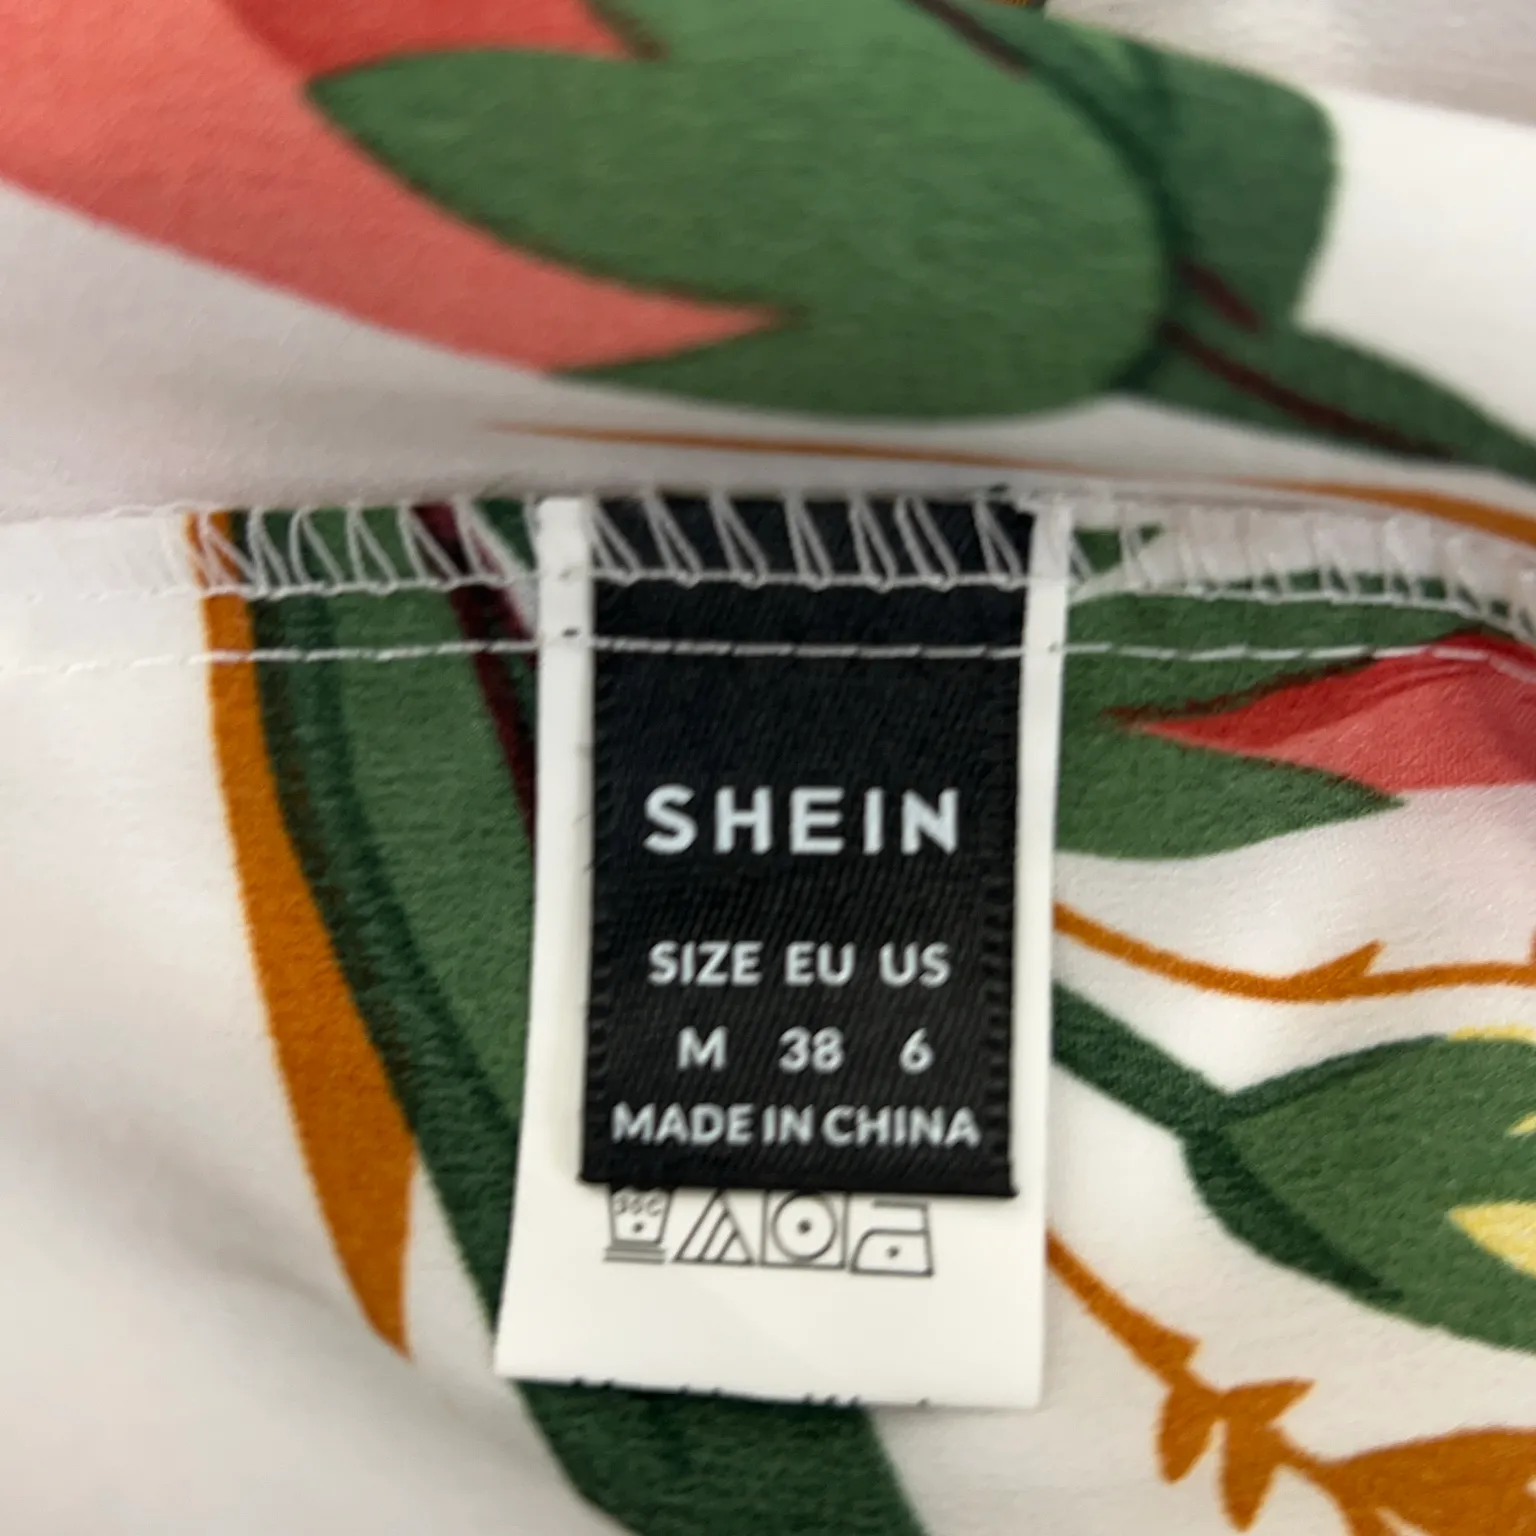 SHEIN
SIZE EU US
M 38 6
MADE IN CHINA